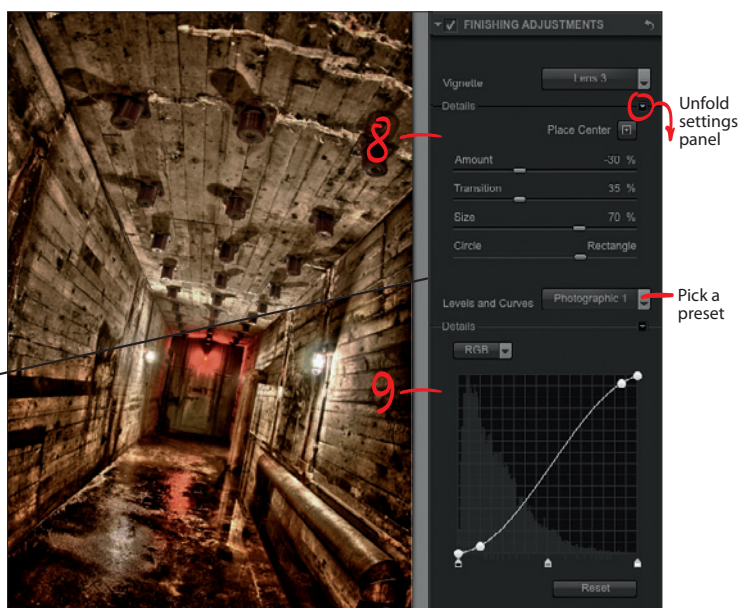 FINISHING ADJUSTMENTS
Vignette
Lens 3
Details
Unfold
settings
panel
8
Place Center
Amount -30 %
Transition 35 %
Size 70 %
Circle Rectangle
Levels and Curves
Photographic 1
Pick a
preset
Details
RGB
9
Reset